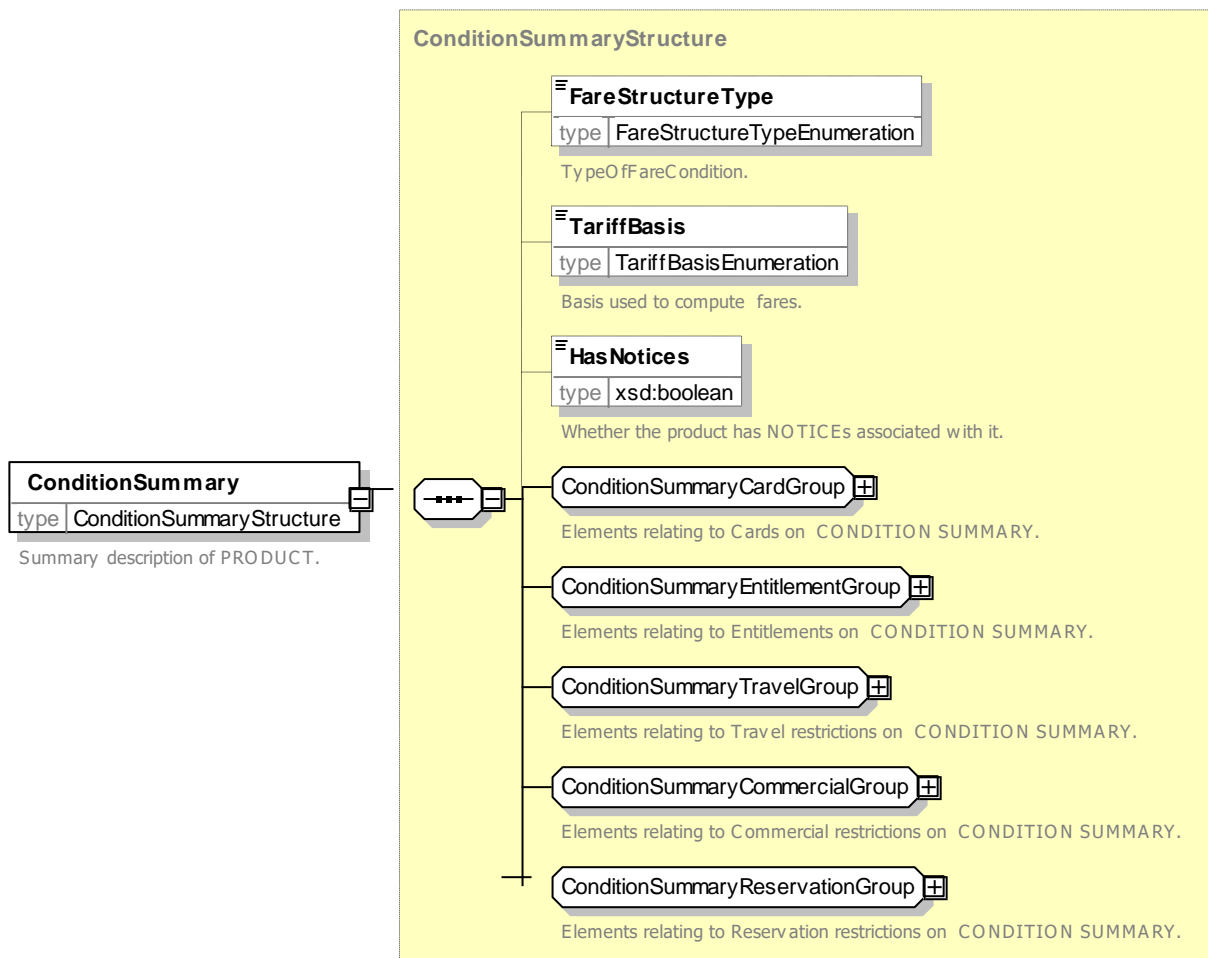 ConditionSummaryStructure
FareStructureType
type FareStructureTypeEnumeration
TypeOfFareCondition.
TariffBasis
type TariffBasisEnumeration
Basis used to compute fares.
HasNotices
type xsd:boolean
Whether the product has NOTICEs associated with it.
ConditionSummary
type ConditionSummaryStructure
Summary description of PRODUCT.
ConditionSummaryCardGroup
Elements relating to Cards on CONDITION SUMMARY.
ConditionSummaryEntitlementGroup
Elements relating to Entitlements on CONDITION SUMMARY.
ConditionSummaryTravelGroup
Elements relating to Travel restrictions on CONDITION SUMMARY.
ConditionSummaryCommercialGroup
Elements relating to Commercial restrictions on CONDITION SUMMARY.
ConditionSummaryReservationGroup
Elements relating to Reservation restrictions on CONDITION SUMMARY.